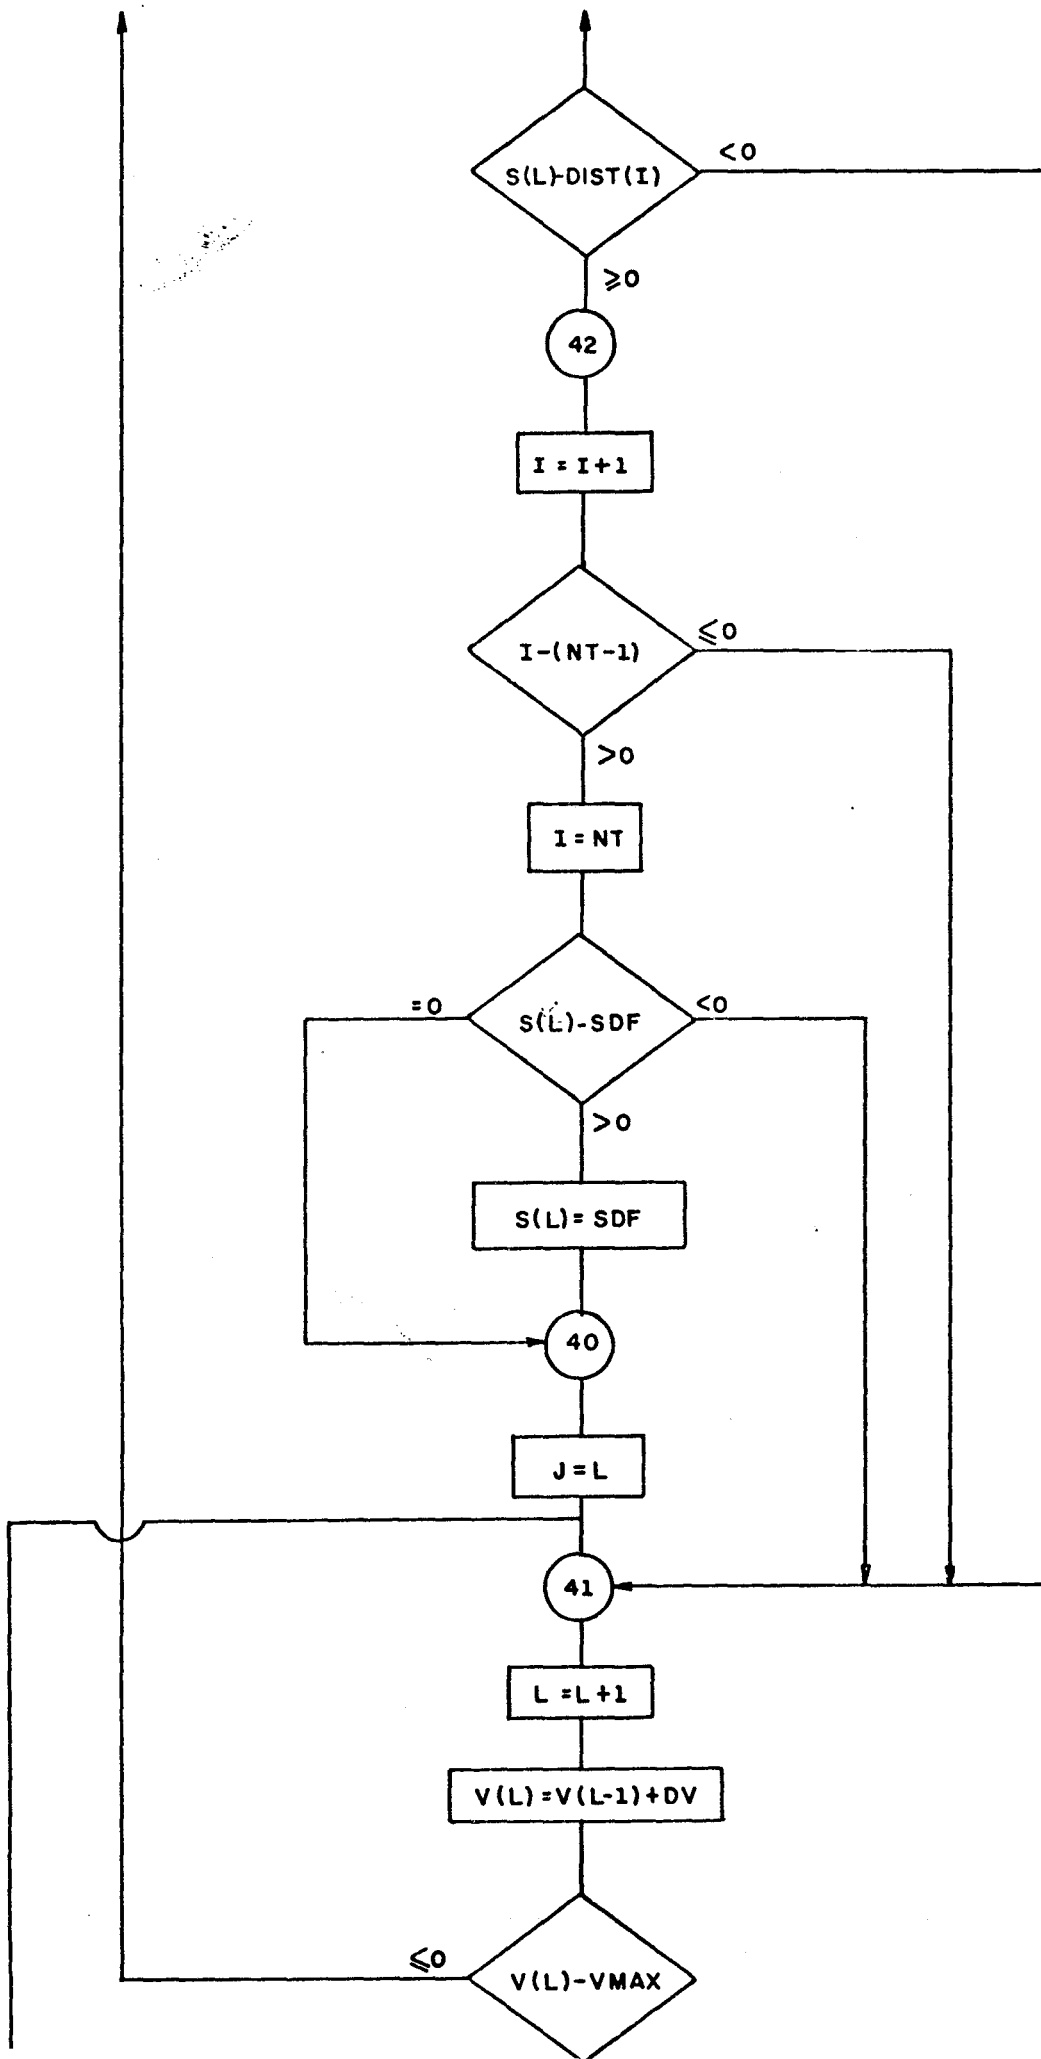 <0
S(L)-DIST(I)
≥0
42
I=I+1
≤0
I-(NT-1)
>0
I=NT
=0
<0
S(L)-SDF
>0
S(L)=SDF
40
J=L
41
L=L+1
V(L)=V(L-1)+DV
≤0
V(L)-VMAX